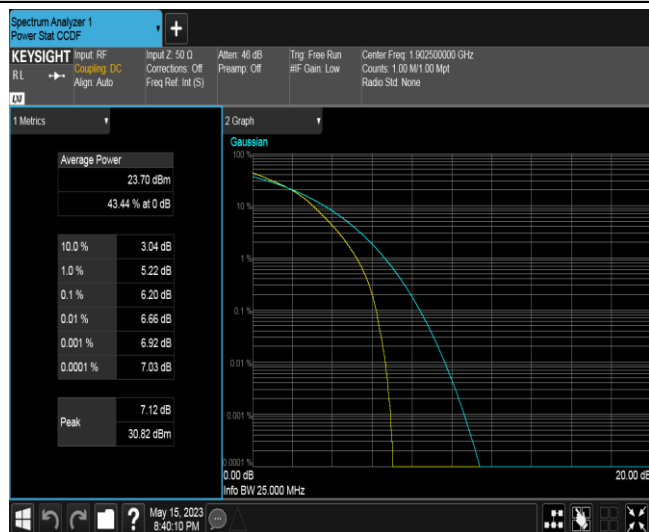 Spectrum Analyzer 1
Power Stat CCDF
+
KEYSIGHT
RL
LXI
Input: RF
Coupling: DC
Align: Auto
Input Z: 50 Ω
Corrections: Off
Freq Ref: Int (S)
Atten: 46 dB
Preamp: Off
Trig: Free Run
#IF Gain: Low
Center Freq: 1.902500000 GHz
Counts: 1.00 M/1.00 Mpt
Radio Std: None
1 Metrics
Average Power
23.70 dBm
43.44 % at 0 dB
10.0 % 3.04 dB
1.0 % 5.22 dB
0.1 % 6.20 dB
0.01 % 6.66 dB
0.001 % 6.92 dB
0.0001 % 7.03 dB
Peak
7.12 dB
30.82 dBm
2 Graph
Gaussian
100 %
10 %
1 %
0.1 %
0.01 %
0.001 %
0.0001 %
0.00 dB
20.00 dB
Info BW 25.000 MHz
?
May 15, 2023
8:40:10 PM